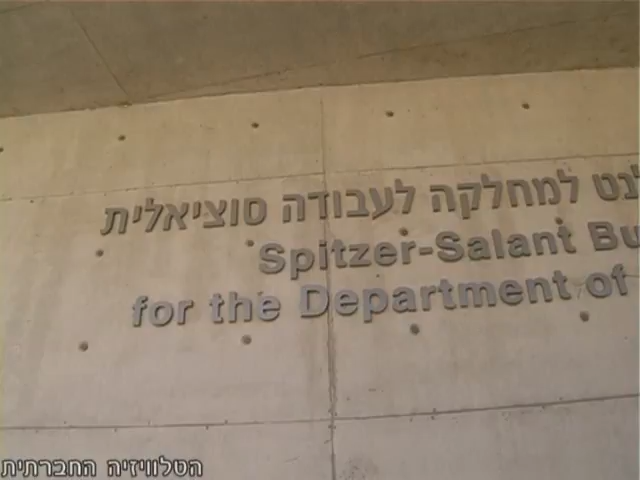 למחלקה לעבודה סוציאלית
Spitzer-Salant
for the Department of
הטלוויזיה החברתית